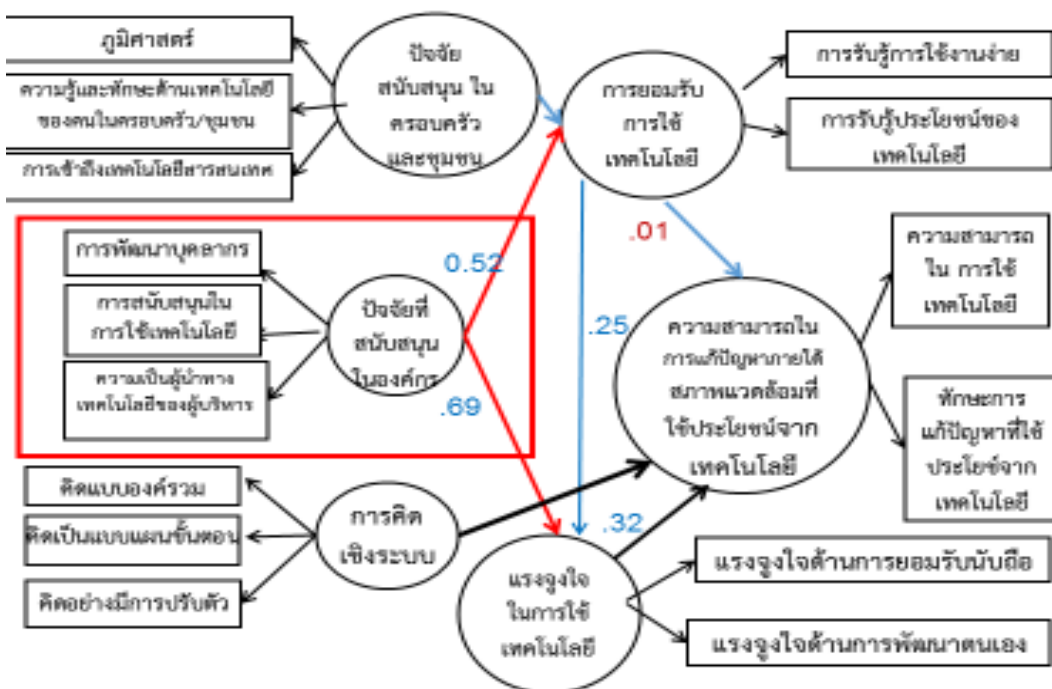 ภูมิศาสตร์
ความรู้และทักษะด้านเทคโนโลยี
ของคนในครอบครัว/ชุมชน
การเข้าถึงเทคโนโลยีสารสนเทศ
ปัจจัย
สนับสนุน ใน
ครอบครัว
และชุมชน
การยอมรับ
การใช้
เทคโนโลยี
การรับรู้การใช้งานง่าย
การรับรู้ประโยชน์ของ
เทคโนโลยี
การพัฒนาบุคลากร
การสนับสนุนใน
การใช้เทคโนโลยี
ความเป็นผู้นำทาง
เทคโนโลยีของผู้บริหาร
ปัจจัยที่
สนับสนุน
ในองค์กร
0.52
.69
.25
.01
.32
ความสามารถใน
การแก้ปัญหาภายใต้
สภาพแวดล้อมที่
ใช้ประโยชน์จาก
เทคโนโลยี
ความสามารถ
ใน การใช้
เทคโนโลยี
ทักษะการ
แก้ปัญหาที่ใช้
ประโยช์จาก
เทคโนโลยี
คิดแบบองค์รวม
คิดเป็นแบบแผนขั้นตอน
คิดอย่างมีการปรับตัว
การคิด
เชิงระบบ
แรงจูงใจ
ในการใช้
เทคโนโลยี
แรงจูงใจด้านการยอมรับนับถือ
แรงจูงใจด้านการพัฒนาตนเอง